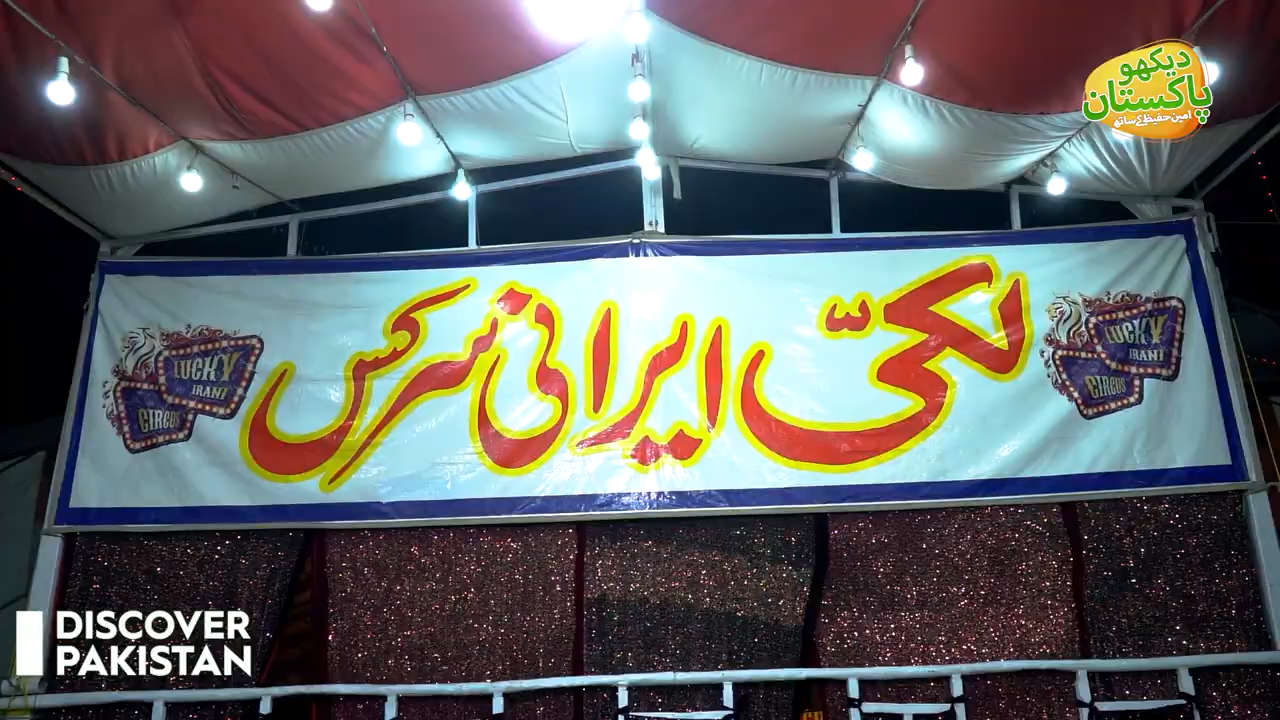 دیکھو
پاکستان
امین حفیظ کے ساتھ
لکی ایرانی سرکس
LUCKY
IRANI
CIRCUS
LUCKY
IRANI
CIRCUS
DISCOVER
PAKISTAN